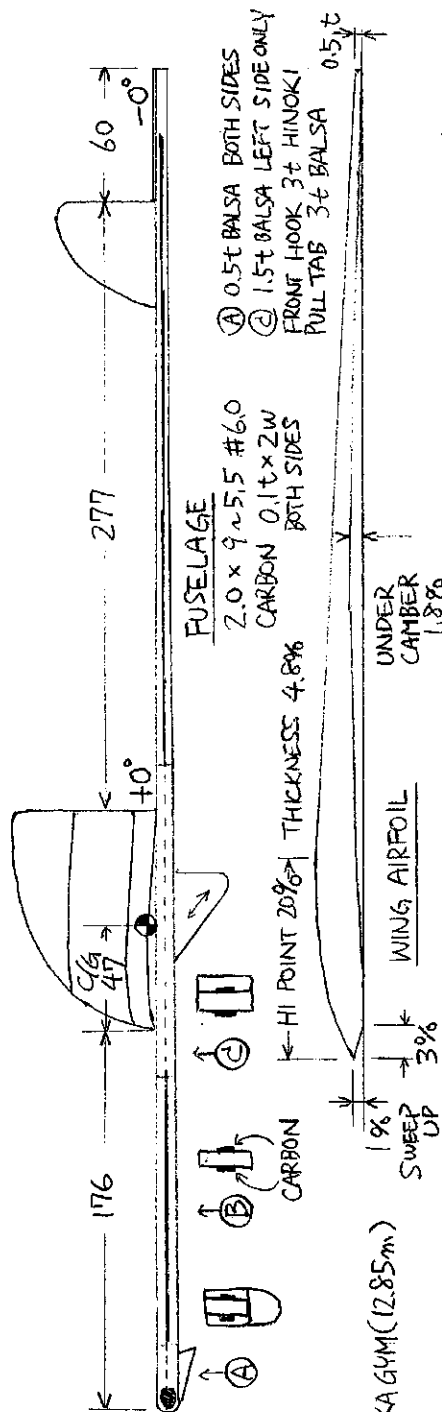 176
C/G
47
+0°
277
60
-0°
A
B
C
CARBON
FUSELAGE
2.0 × 9~5.5 #6.0
CARBON 0.1t × 2W
BOTH SIDES
Ⓐ 0.5t BALSA BOTH SIDES
Ⓒ 1.5t BALSA LEFT SIDE ONLY
FRONT HOOK 3t HINOKI
PULL TAB 3t BALSA
HI POINT 20%
THICKNESS 4.8%
0.5t
1%
SWEEP
UP
3%
WING AIRFOIL
UNDER
CAMBER
1.8%
KA GYM (12.85m)